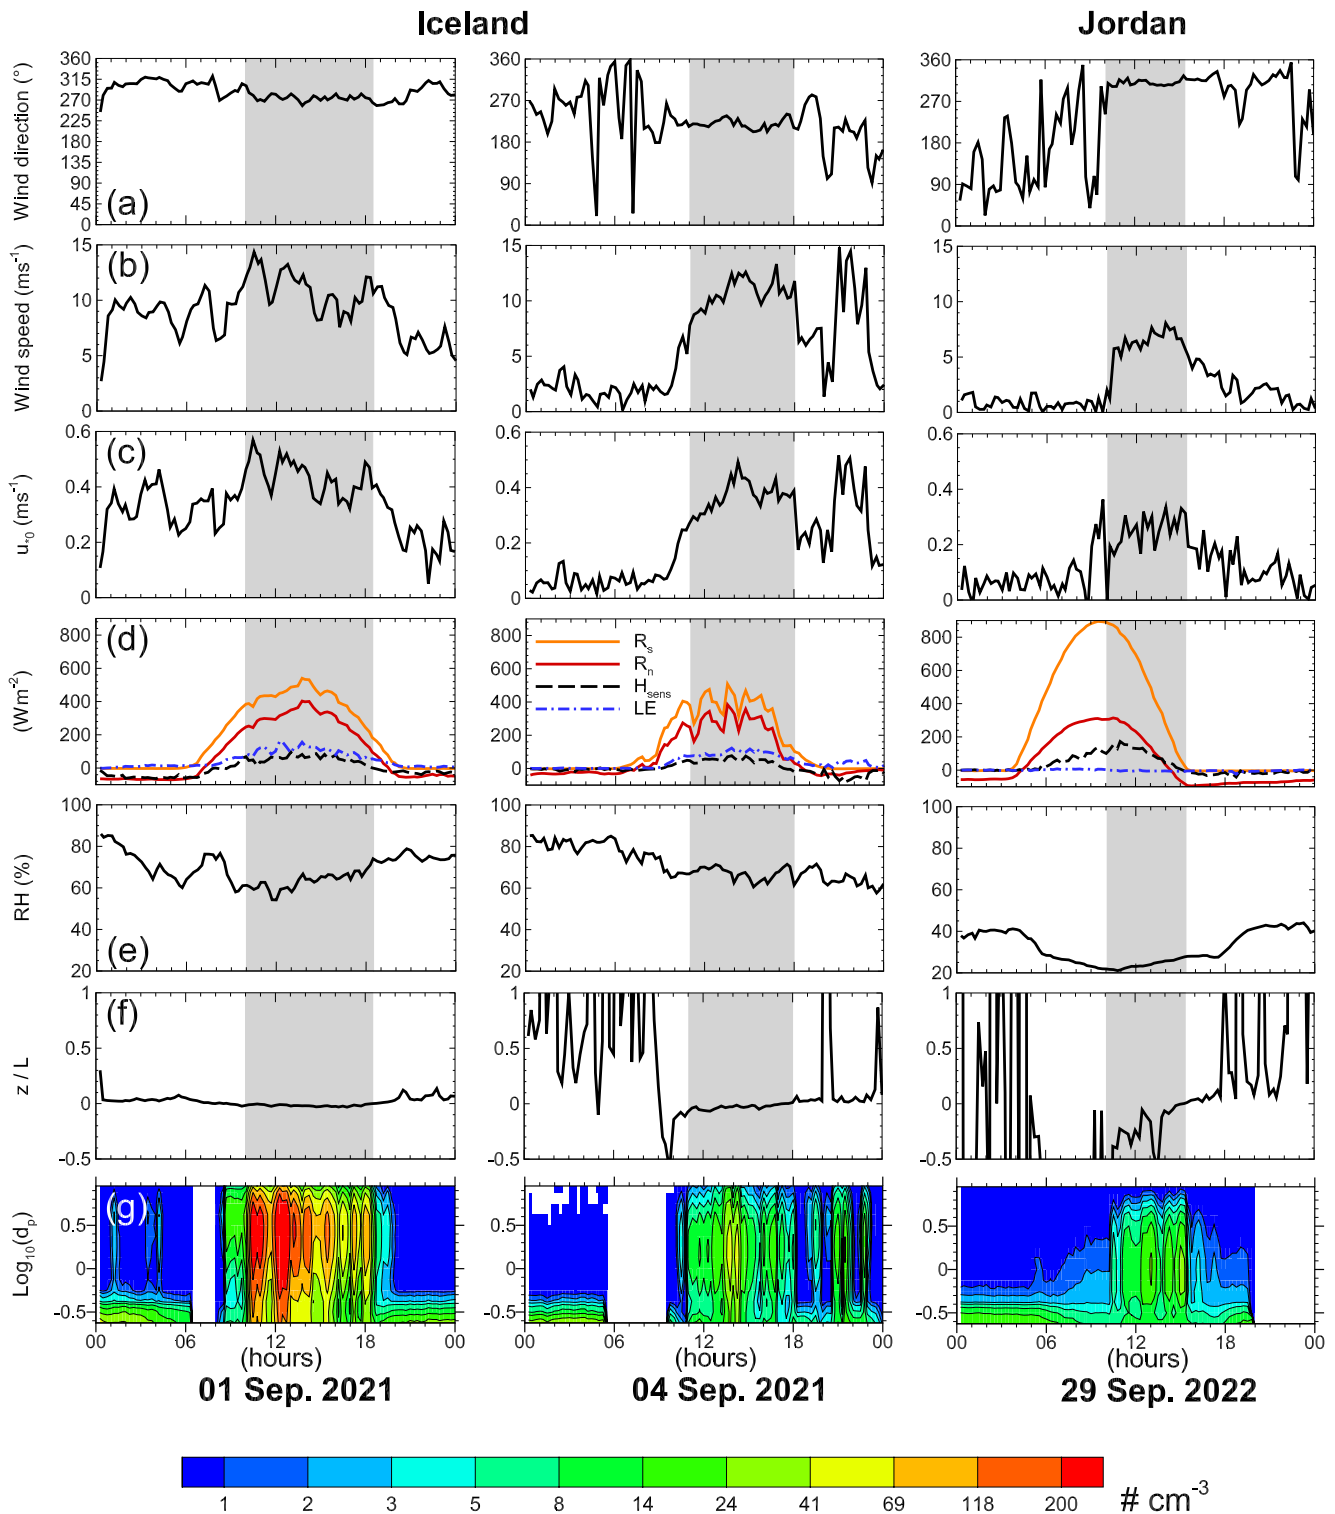 Iceland Jordan
Wind direction (°)
360 315 270 225 180 135 90 45 0
360 270 180 90 0
360 270 180 90 0
(a)
Wind speed (ms⁻¹)
15 10 5 0
15 10 5 0
15 10 5 0
(b)
u*0 (ms⁻¹)
0.6 0.4 0.2 0
0.6 0.4 0.2 0
0.6 0.4 0.2 0
(c)
(Wm⁻²)
800 600 400 200 0
800 600 400 200 0
800 600 400 200 0
(d)
Rs
Rn
Hsens
LE
RH (%)
100 80 60 40 20
100 80 60 40 20
100 80 60 40 20
(e)
z / L
1 0.5 0 -0.5
1 0.5 0 -0.5
1 0.5 0 -0.5
(f)
Log10(dp)
0.5 0 -0.5
0.5 0 -0.5
0.5 0 -0.5
(g)
00 06 12 18 00 06 12 18 00 00 06 12 18 00
(hours) (hours) (hours)
01 Sep. 2021 04 Sep. 2021 29 Sep. 2022
1 2 3 5 8 14 24 41 69 118 200
# cm⁻³